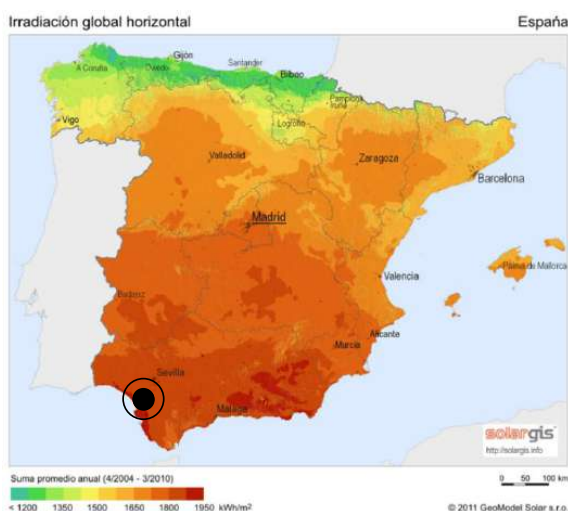 Irradiación global horizontal
España
A Coruña
Oviedo
Gijón
Santander
Bilbao
Pamplona
Vigo
Logroño
Valladolid
Zaragoza
Barcelona
Madrid
Palma de Mallorca
Valencia
Badajoz
Alicante
Murcia
Sevilla
Malaga
solargis
http://solargis.info
Suma promedio anual (4/2004 - 3/2010)
0 50 100 km
< 1200 1350 1450 1500 1650 1800 1950 kWh/m2
© 2011 GeoModel Solar s.r.o.